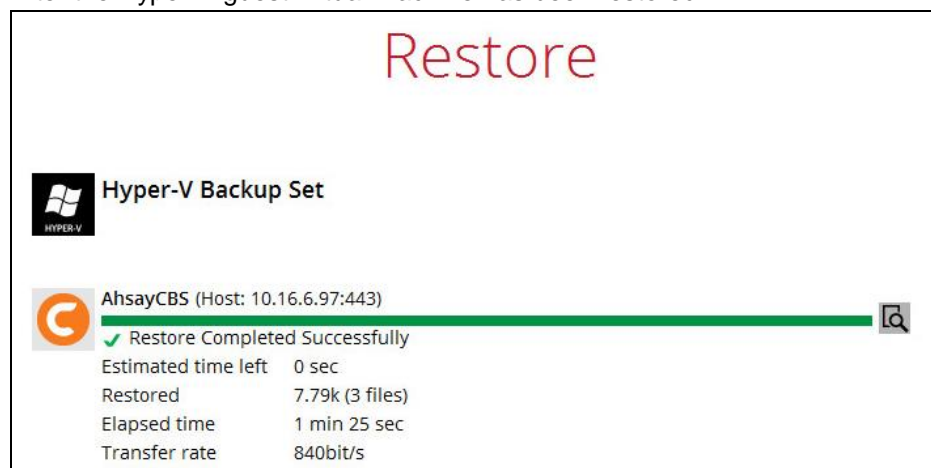 Restore
Hyper-V Backup Set
HYPER-V
AhsayCBS (Host: 10.16.6.97:443)
Restore Completed Successfully
Estimated time left 0 sec
Restored 7.79k (3 files)
Elapsed time 1 min 25 sec
Transfer rate 840bit/s